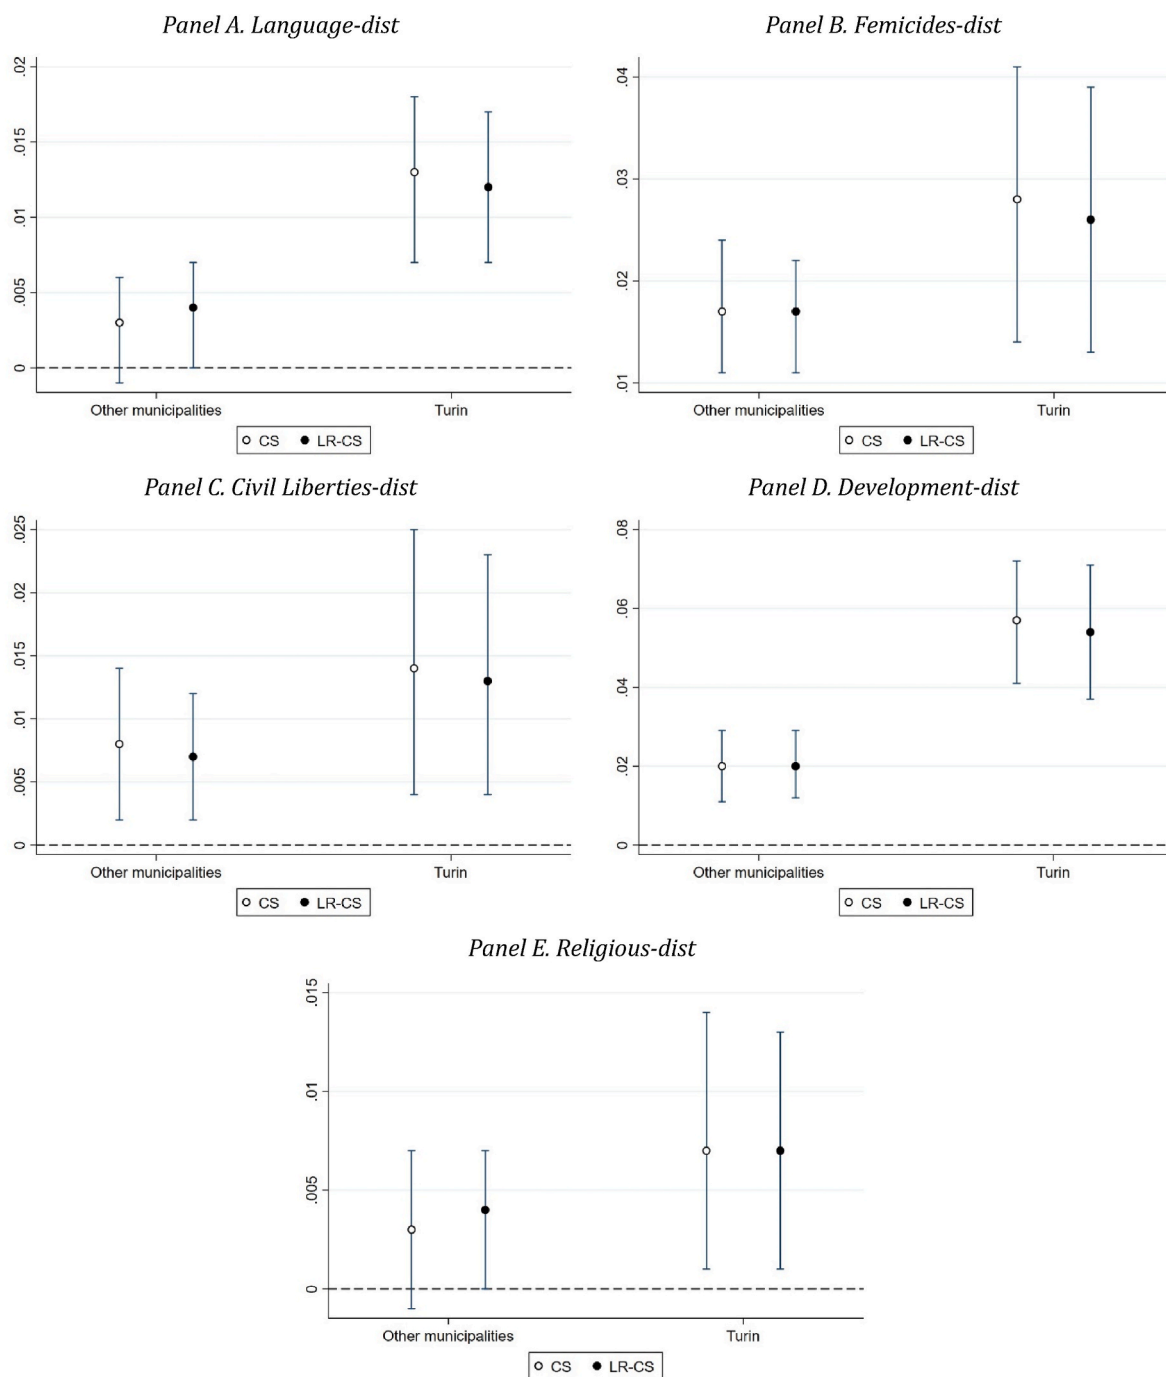 Panel A. Language-dist
.02
.015
.01
.005
0
Other municipalities Turin
CS LR-CS
Panel B. Femicides-dist
.04
.03
.02
.01
Other municipalities Turin
CS LR-CS
Panel C. Civil Liberties-dist
.025
.02
.015
.01
.005
0
Other municipalities Turin
CS LR-CS
Panel D. Development-dist
.08
.06
.04
.02
0
Other municipalities Turin
CS LR-CS
Panel E. Religious-dist
.015
.01
.005
0
Other municipalities Turin
CS LR-CS